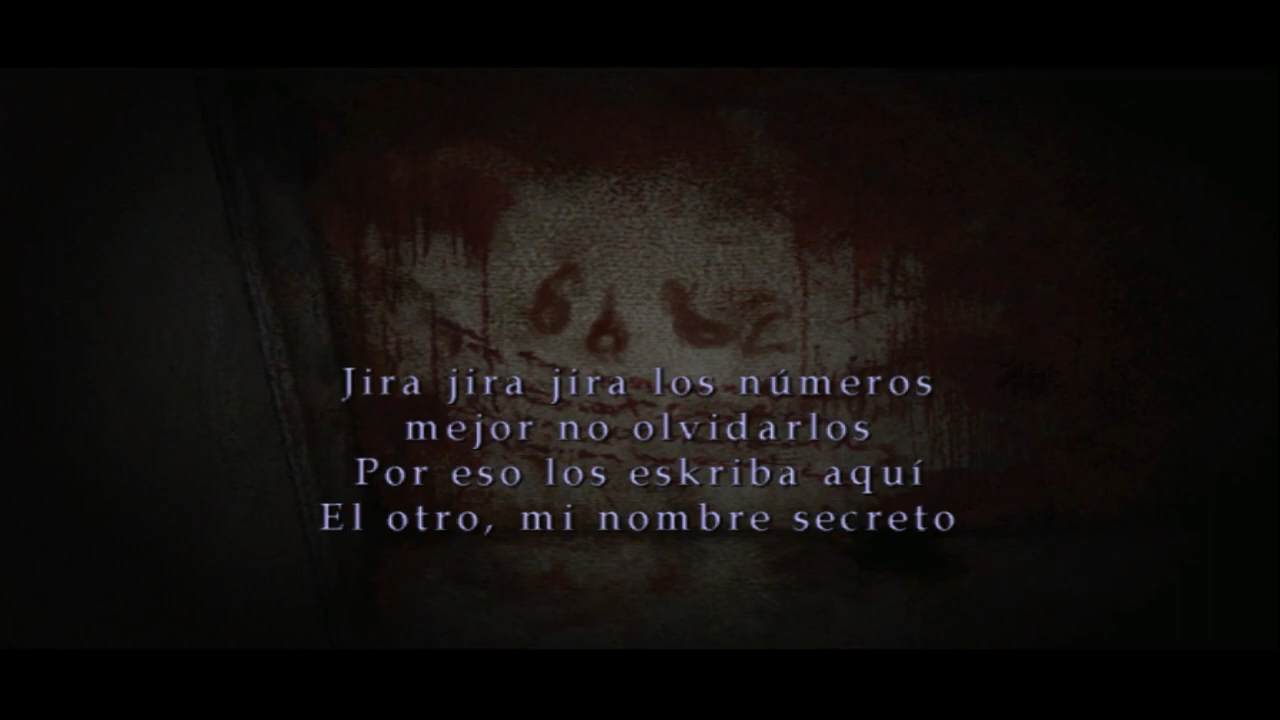 Jira jira jira los números
mejor no olvidarlos
Por eso los eskriba aquí
El otro, mi nombre secreto